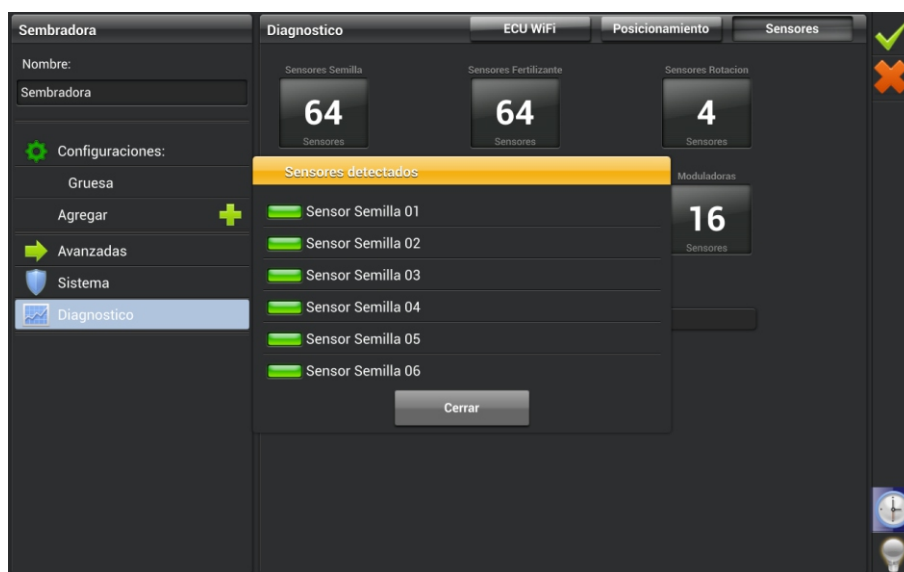 Sembradora
Nombre:
Sembradora
Configuraciones:
Gruesa
Agregar
Avanzadas
Sistema
Diagnostico
Diagnostico
ECU WiFi
Posicionamiento
Sensores
Sensores Semilla
64
Sensores
Sensores Fertilizante
64
Sensores
Sensores Rotacion
4
Sensores
Moduladoras
16
Sensores
Sensores detectados
Sensor Semilla 01
Sensor Semilla 02
Sensor Semilla 03
Sensor Semilla 04
Sensor Semilla 05
Sensor Semilla 06
Cerrar